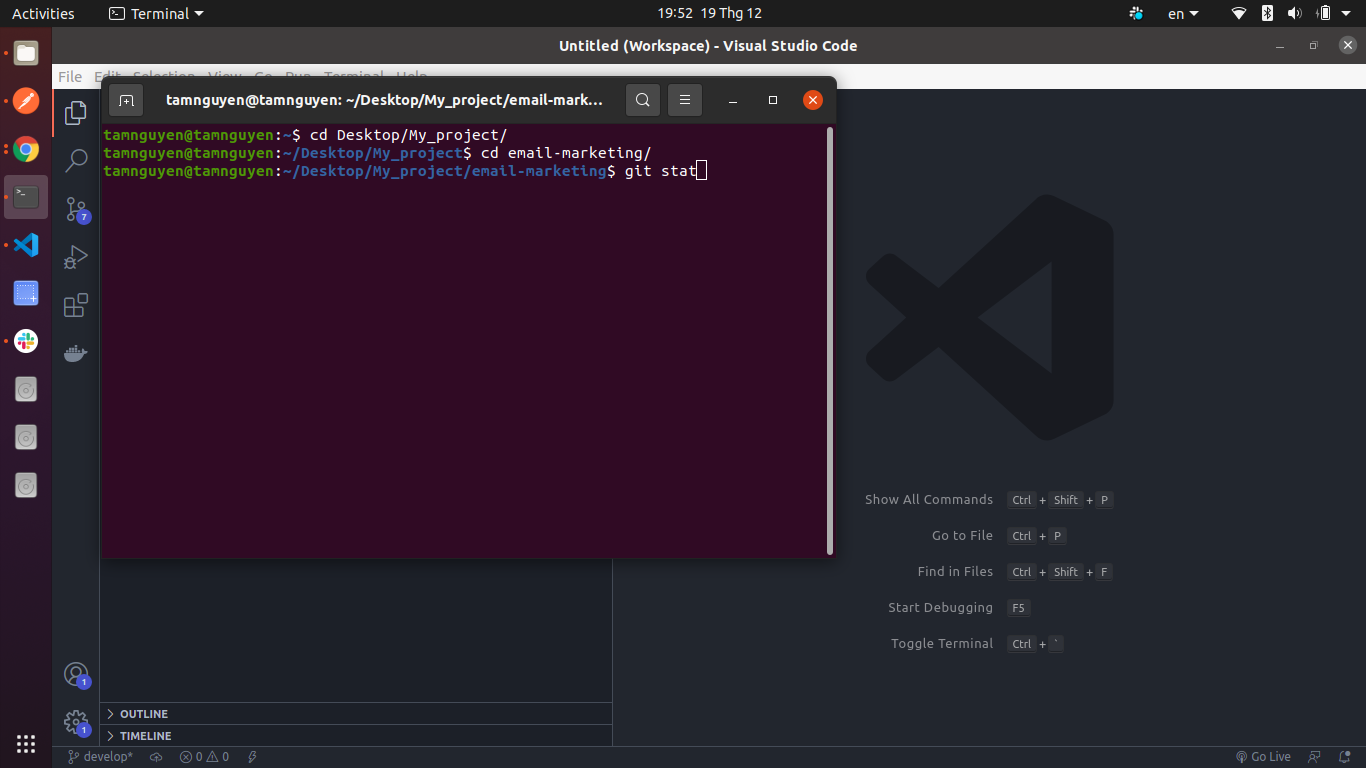 Activities
Terminal
19:52 19 Thg 12
en
Untitled (Workspace) - Visual Studio Code
File Edit Selection View Go Run Terminal Help
tamnguyen@tamnguyen: ~/Desktop/My_project/email-mark...
tamnguyen@tamnguyen:~$ cd Desktop/My_project/
tamnguyen@tamnguyen:~/Desktop/My_project$ cd email-marketing/
tamnguyen@tamnguyen:~/Desktop/My_project/email-marketing$ git stat
7
Show All Commands Ctrl + Shift + P
Go to File Ctrl + P
Find in Files Ctrl + Shift + F
Start Debugging F5
Toggle Terminal Ctrl + `
1
1
OUTLINE
TIMELINE
develop*
0
0
Go Live